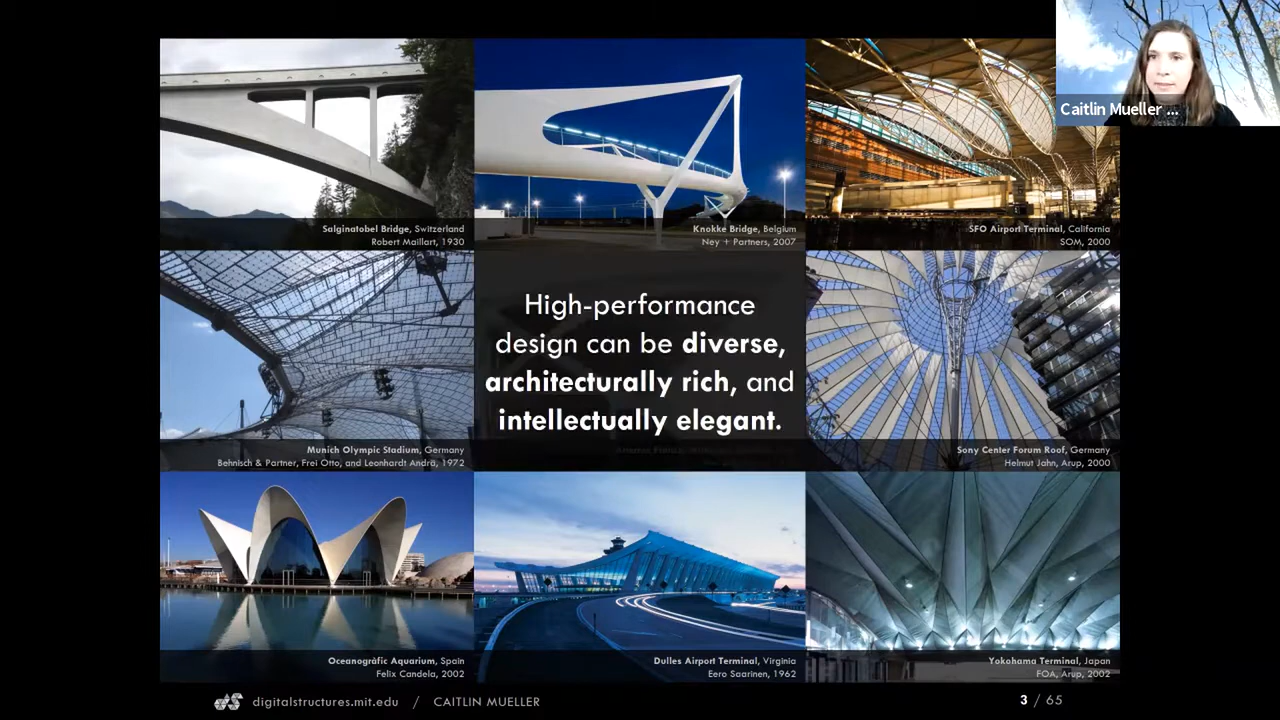 Caitlin Mueller ...
Salginatobel Bridge, Switzerland
Robert Maillart, 1930
Knokke Bridge, Belgium
Ney + Partners, 2007
SFO Airport Terminal, California
SOM, 2000
High-performance
design can be diverse,
architecturally rich, and
intellectually elegant.
Munich Olympic Stadium, Germany
Behnisch & Partner, Frei Otto, and Leonhardt Andrä, 1972
Sony Center Forum Roof, Germany
Helmut Jahn, Arup, 2000
Oceanogràfic Aquarium, Spain
Felix Candela, 2002
Dulles Airport Terminal, Virginia
Eero Saarinen, 1962
Yokohama Terminal, Japan
FOA, Arup, 2002
digitalstructures.mit.edu / CAITLIN MUELLER
3 / 65